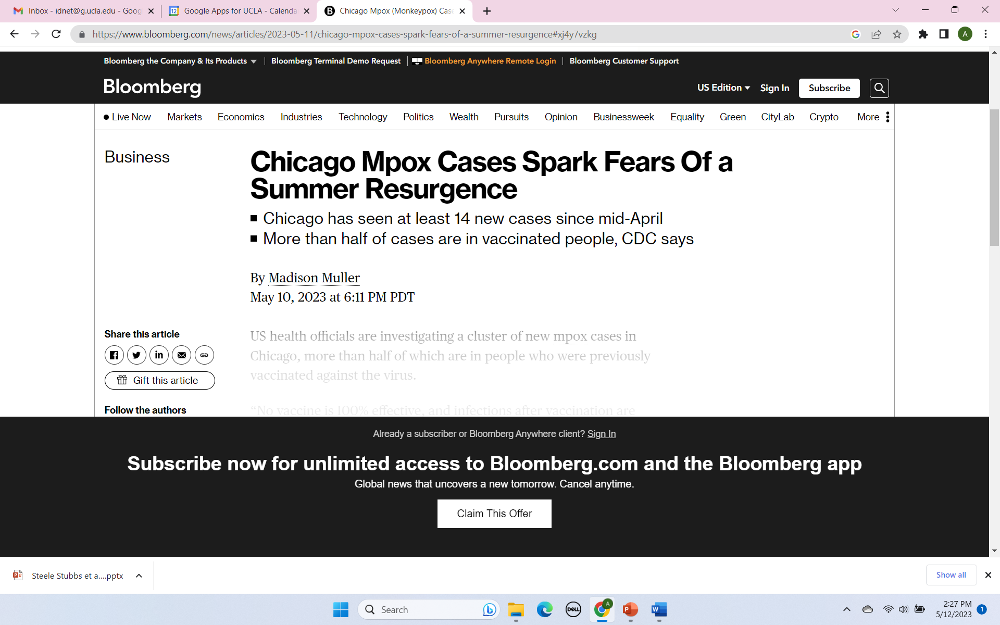 Inbox - idnet@g.ucla.edu - Goog
Google Apps for UCLA - Calenda
Chicago Mpox (Monkeypox) Case
https://www.bloomberg.com/news/articles/2023-05-11/chicago-mpox-cases-spark-fears-of-a-summer-resurgence#xj4y7vzkg
A
Bloomberg the Company & Its Products
Bloomberg Terminal Demo Request
Bloomberg Anywhere Remote Login
Bloomberg Customer Support
Bloomberg
US Edition
Sign In
Subscribe
Live Now Markets Economics Industries Technology Politics Wealth Pursuits Opinion Businessweek Equality Green CityLab Crypto More
Business
Chicago Mpox Cases Spark Fears Of a
Summer Resurgence
Chicago has seen at least 14 new cases since mid-April
More than half of cases are in vaccinated people, CDC says
By Madison Muller
May 10, 2023 at 6:11 PM PDT
Share this article
Gift this article
Follow the authors
US health officials are investigating a cluster of new mpox cases in
Chicago, more than half of which are in people who were previously
vaccinated against the virus.
“No vaccine is 100% effective, and infections after vaccination are
Already a subscriber or Bloomberg Anywhere client? Sign In
Subscribe now for unlimited access to Bloomberg.com and the Bloomberg app
Global news that uncovers a new tomorrow. Cancel anytime.
Claim This Offer
Steele Stubbs et a....pptx
Show all
Search
DELL
A
2:27 PM
5/12/2023
1